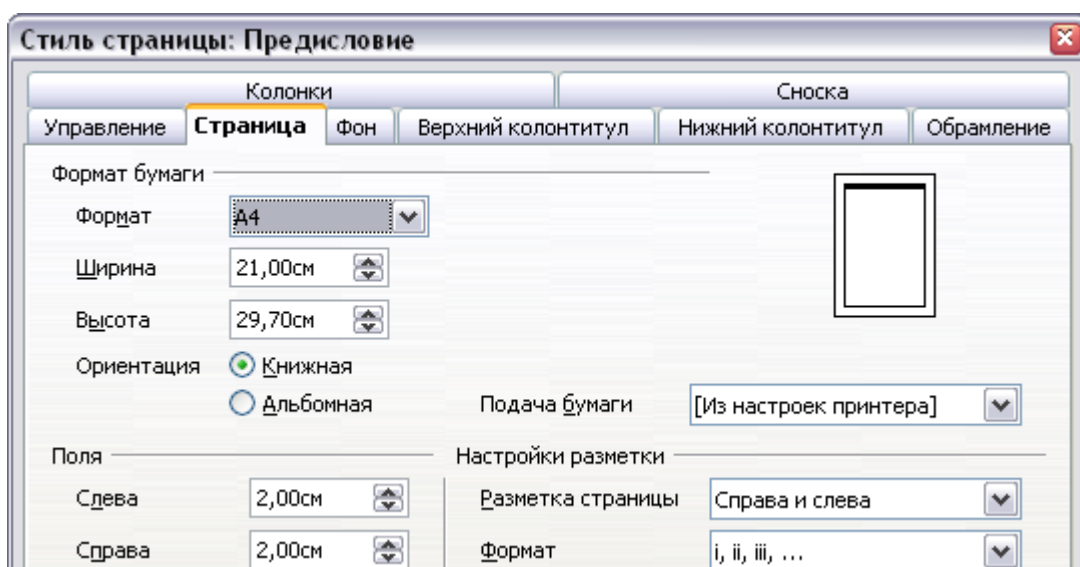 Стиль страницы: Предисловие
Колонки Сноска
Управление Страница Фон Верхний колонтитул Нижний колонтитул Обрамление
Формат бумаги
Формат A4
Ширина 21,00см
Высота 29,70см
Ориентация Книжная
Альбомная Подача бумаги [Из настроек принтера]
Поля Настройки разметки
Слева 2,00см Разметка страницы Справа и слева
Справа 2,00см Формат i, ii, iii, ...